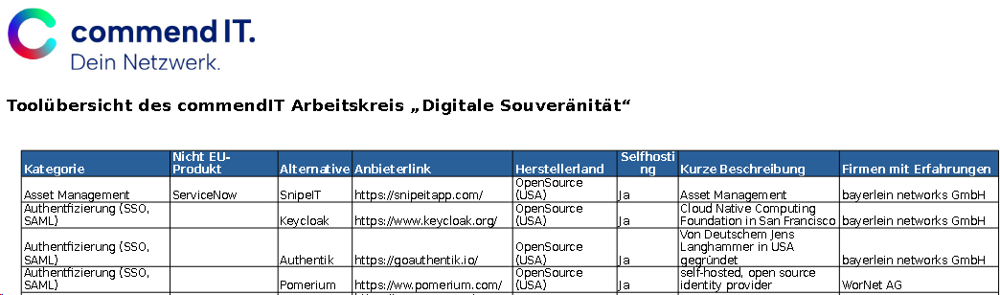 commend IT.
Dein Netzwerk.
Toolübersicht des commendIT Arbeitskreis „Digitale Souveränität“
Kategorie Nicht EU-Produkt Alternative Anbieterlink Herstellerland Selfhosting Kurze Beschreibung Firmen mit Erfahrungen
Asset Management ServiceNow SnipeIT https://snipeitapp.com/ OpenSource (USA) Ja Asset Management bayerlein networks GmbH
Authentfizierung (SSO, SAML) Keycloak https://www.keycloak.org/ OpenSource (USA) Ja Cloud Native Computing Foundation in San Francisco bayerlein networks GmbH
Authentfizierung (SSO, SAML) Authentik https://goauthentik.io/ OpenSource (USA) Ja Von Deutschem Jens Langhammer in USA gegründet bayerlein networks GmbH
Authentfizierung (SSO, SAML) Pomerium https://ww.pomerium.com/ OpenSource (USA) Ja self-hosted, open source identity provider WorNet AG